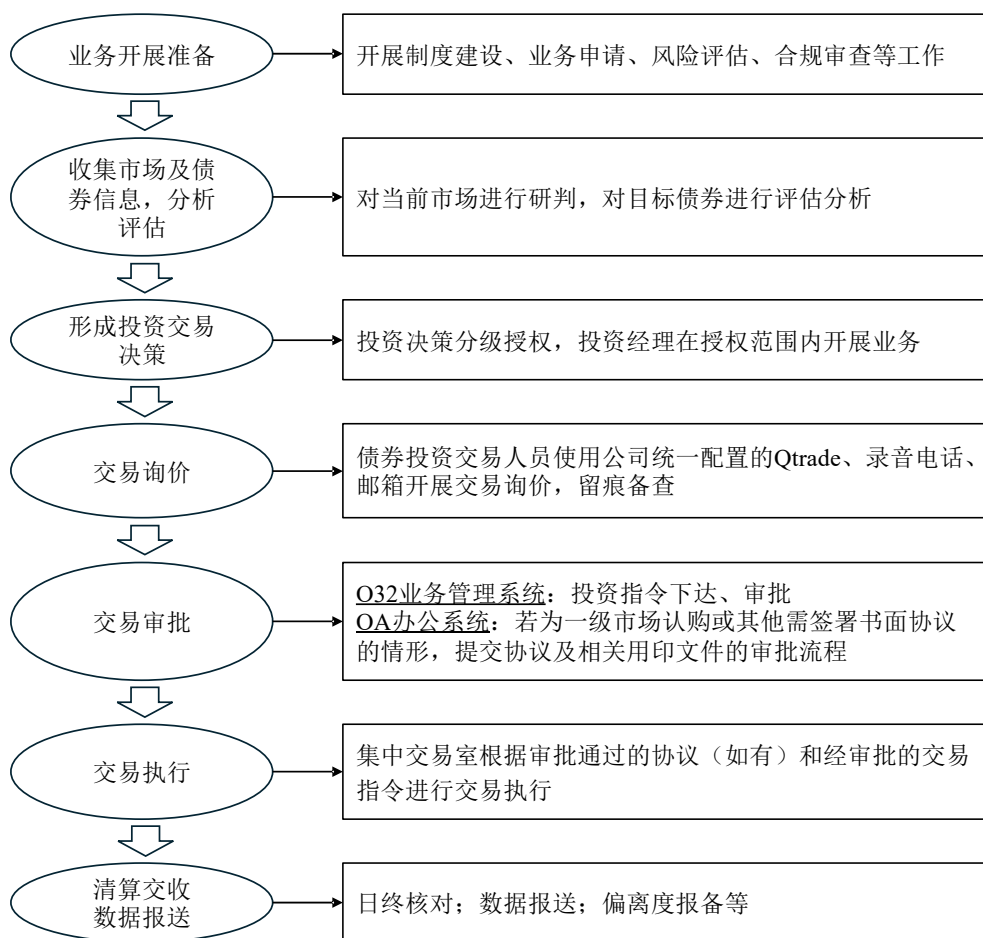 业务开展准备
开展制度建设、业务申请、风险评估、合规审查等工作
收集市场及债
券信息，分析
评估
对当前市场进行研判，对目标债券进行评估分析
形成投资交易
决策
投资决策分级授权，投资经理在授权范围内开展业务
交易询价
债券投资交易人员使用公司统一配置的Qtrade、录音电话、
邮箱开展交易询价，留痕备查
交易审批
O32业务管理系统：投资指令下达、审批
OA办公系统：若为一级市场认购或其他需签署书面协议
的情形，提交协议及相关用印文件的审批流程
交易执行
集中交易室根据审批通过的协议（如有）和经审批的交易
指令进行交易执行
清算交收
数据报送
日终核对；数据报送；偏离度报备等